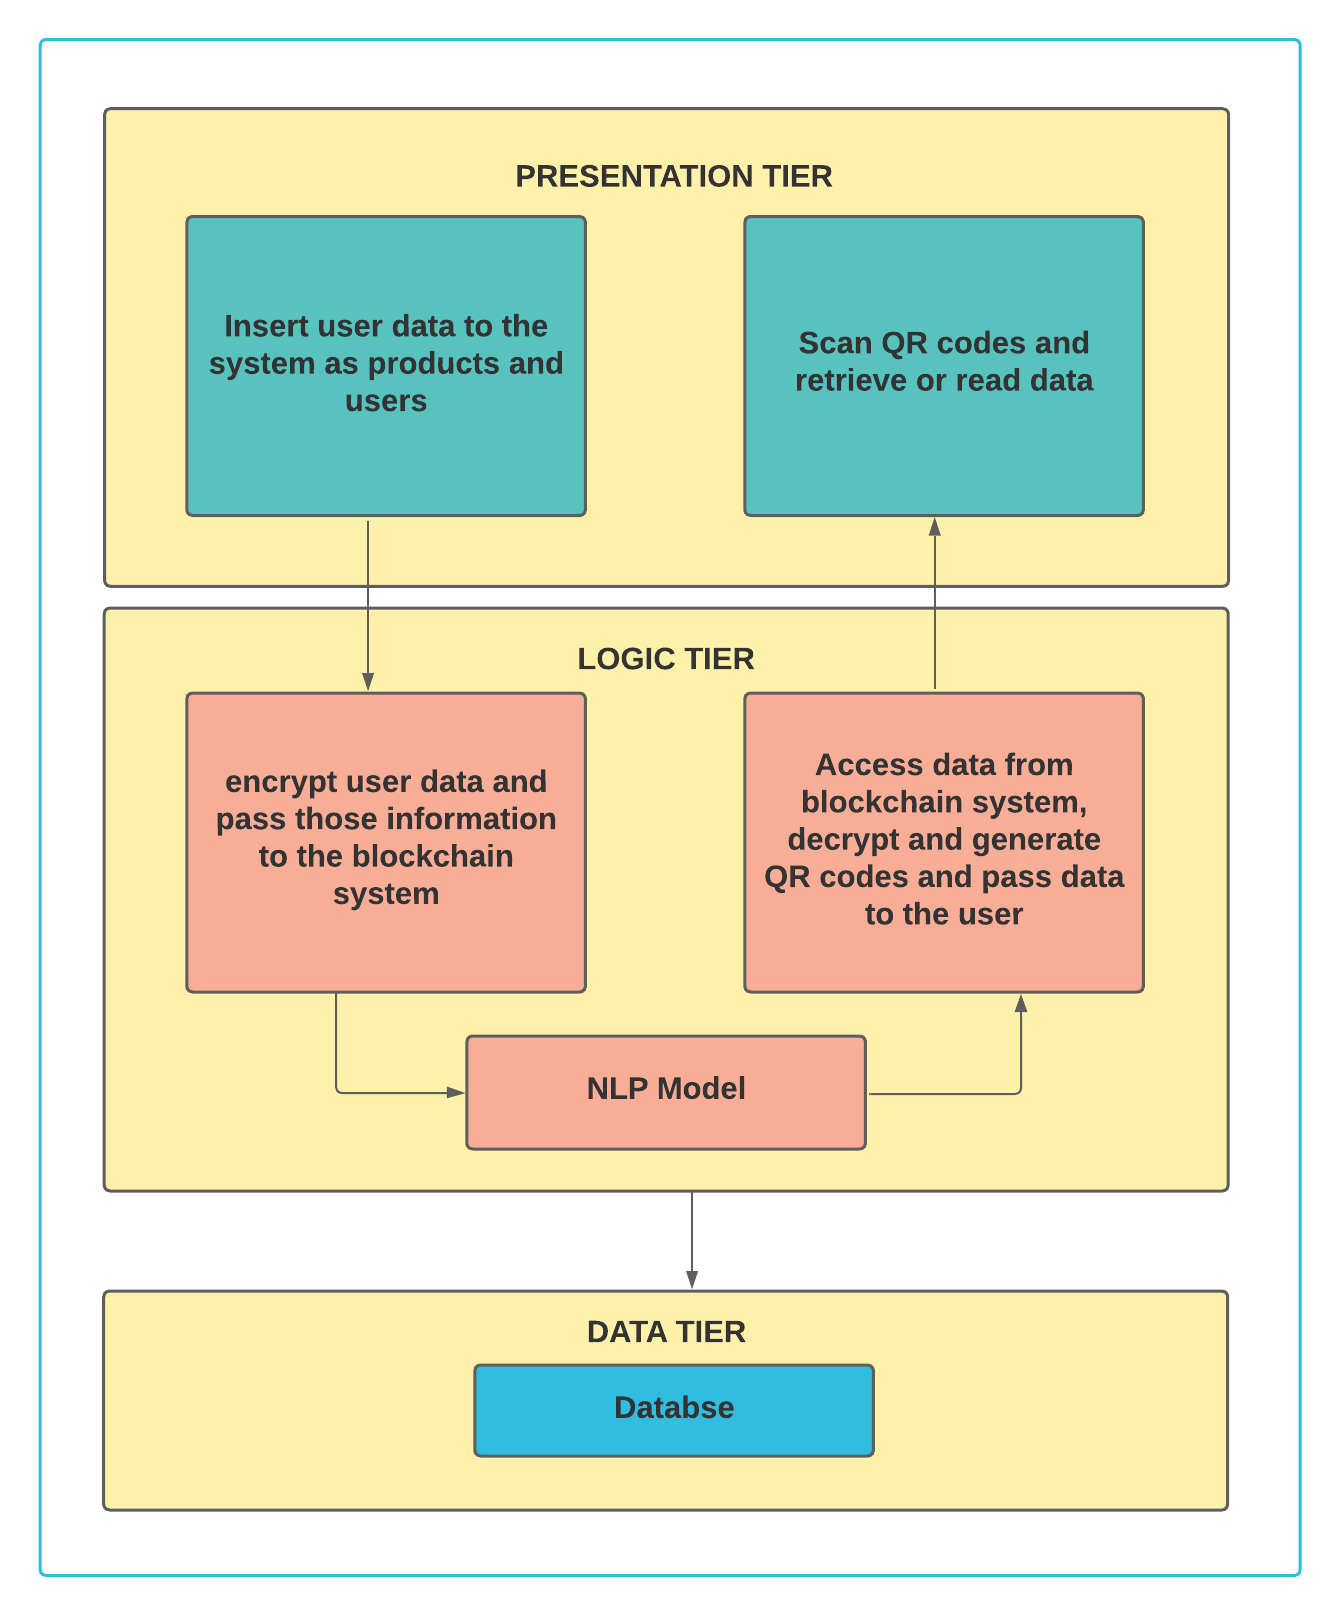 PRESENTATION TIER
Insert user data to the
system as products and
users
Scan QR codes and
retrieve or read data
LOGIC TIER
encrypt user data and
pass those information
to the blockchain
system
Access data from
blockchain system,
decrypt and generate
QR codes and pass data
to the user
NLP Model
DATA TIER
Databse